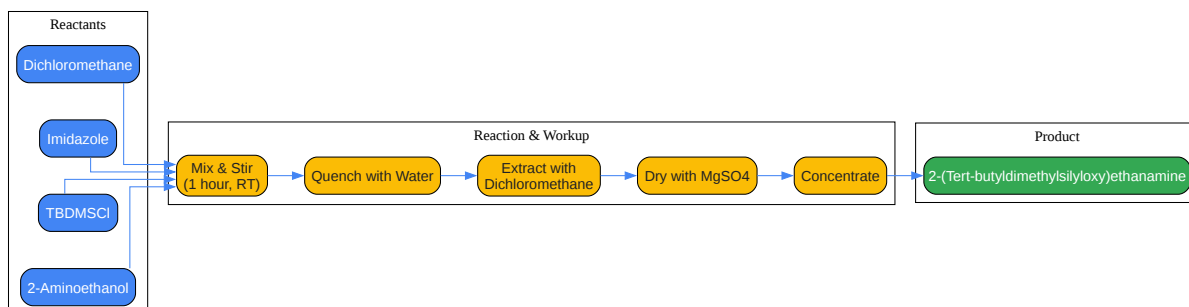 Reactants
Dichloromethane
Imidazole
TBDMSCl
2-Aminoethanol
Reaction & Workup
Mix & Stir
(1 hour, RT)
Quench with Water
Extract with
Dichloromethane
Dry with MgSO4
Concentrate
Product
2-(Tert-butyldimethylsilyloxy)ethanamine